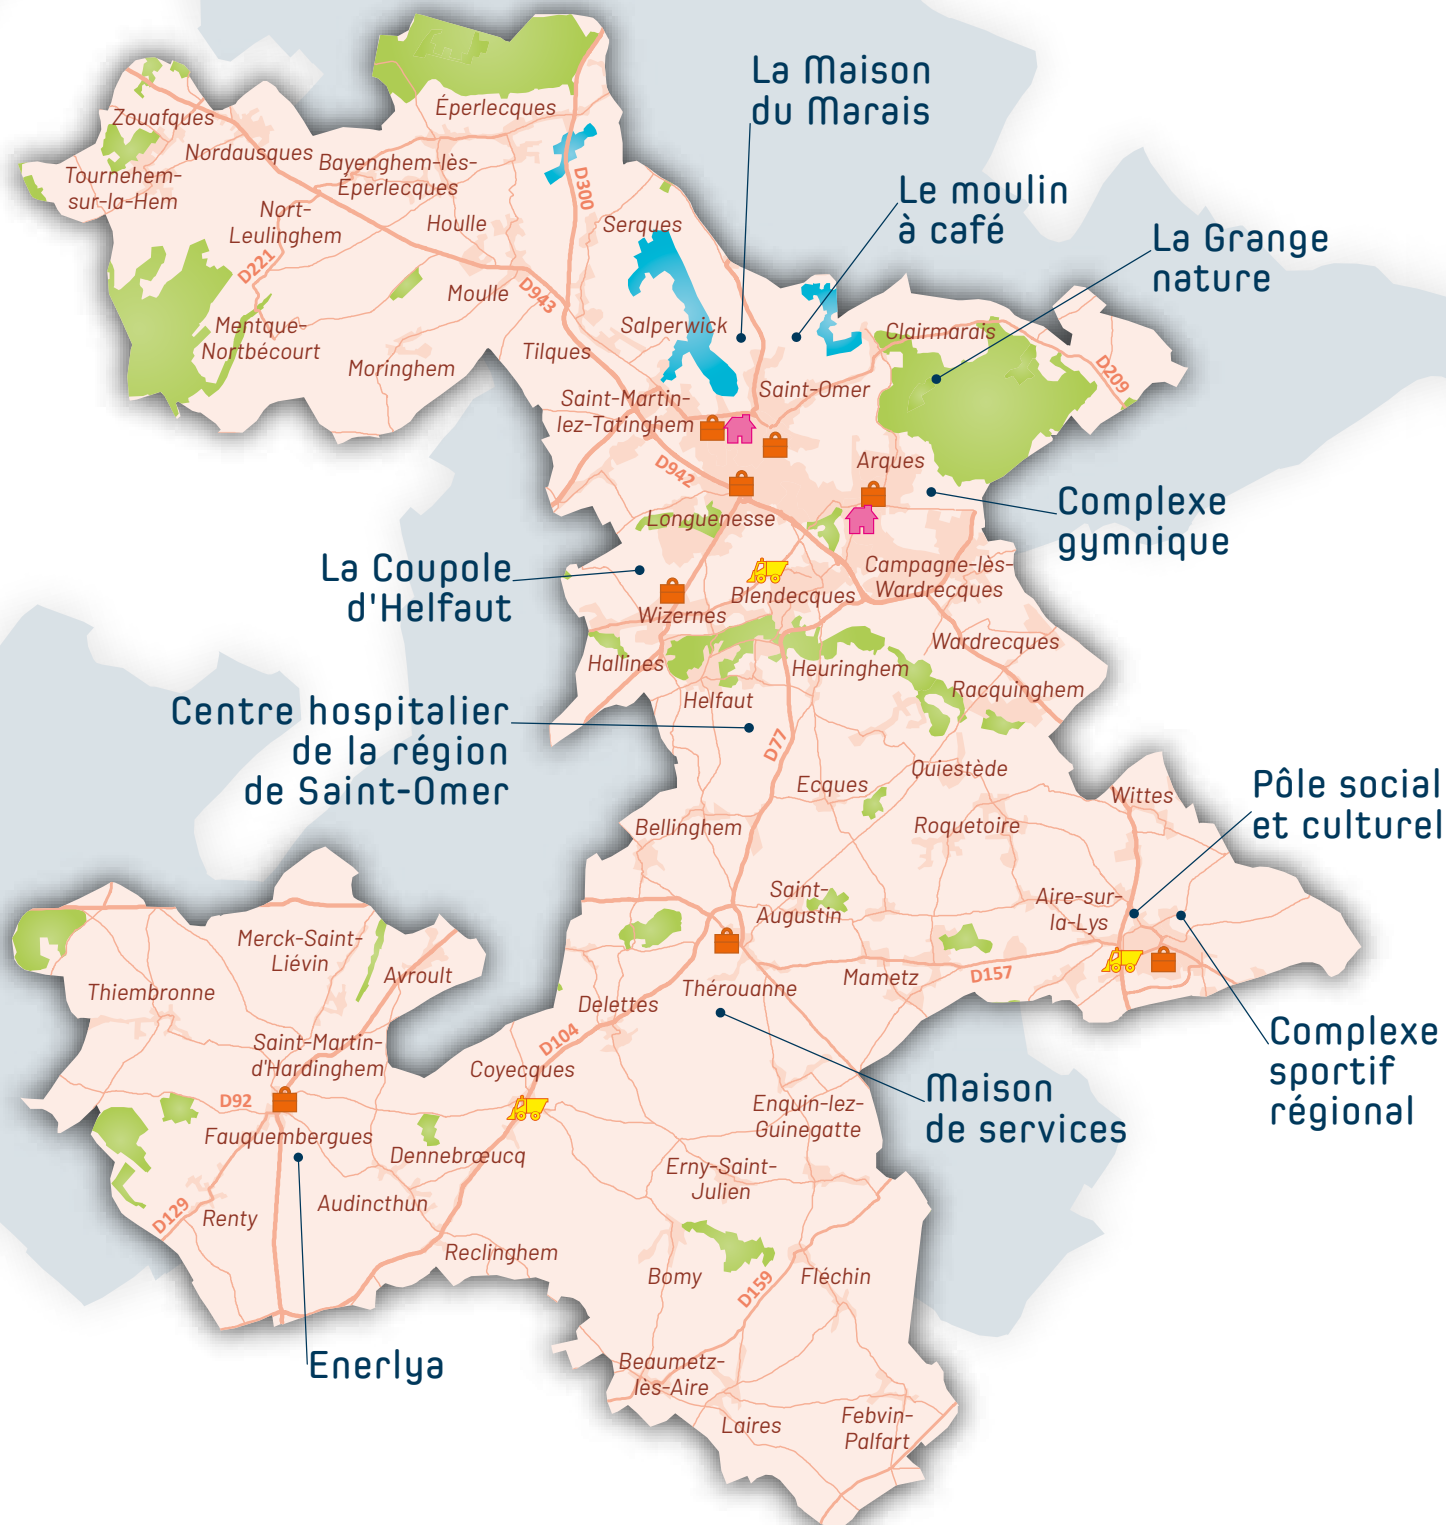 La Maison
du Marais
Éperlecques
Zouafques
Nordausques
Bayenghem-lès-
Éperlecques
Tournehem-
sur-la-Hem
D300
Le moulin
à café
Nort-
Leulinghem
Houlle
Serques
La Grange
nature
D221
Moulle
D943
Mentque-
Nortbécourt
Salperwick
Clairmarais
Tilques
Moringhem
D209
Saint-Martin-
lez-Tatinghem
Saint-Omer
D942
Arques
Complexe
gymnique
Longuenesse
La Coupole
d'Helfaut
Campagne-lès-
Wardrecques
Blendecques
Wizernes
Wardrecques
Hallines
Heuringhem
Racquinghem
Helfaut
Centre hospitalier
de la région
de Saint-Omer
D77
Quiestède
Ecques
Wittes
Pôle social
et culturel
Bellinghem
Roquetoire
Saint-
Augustin
Aire-sur-
la-Lys
Merck-Saint-
Liévin
Avroult
Thiembronne
Mametz
D157
Thérouanne
Delettes
Saint-Martin-
d'Hardinghem
D104
Coyecques
Complexe
sportif
régional
Maison
de services
D92
Enquin-lez-
Guinegatte
Fauquembergues
Dennebrœucq
Erny-Saint-
Julien
Audincthun
D129
Renty
Reclinghem
Bomy
D159
Fléchin
Enerlya
Beaumetz-
lès-Aire
Laires
Febvin-
Palfart